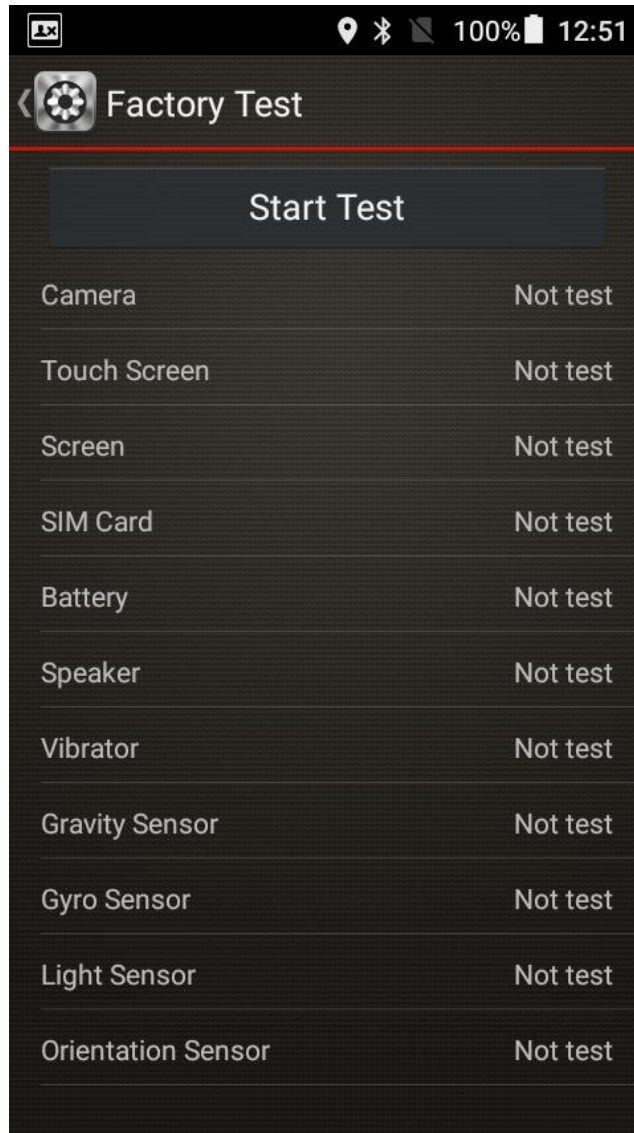 100% 12:51
Factory Test
Start Test
Camera Not test
Touch Screen Not test
Screen Not test
SIM Card Not test
Battery Not test
Speaker Not test
Vibrator Not test
Gravity Sensor Not test
Gyro Sensor Not test
Light Sensor Not test
Orientation Sensor Not test